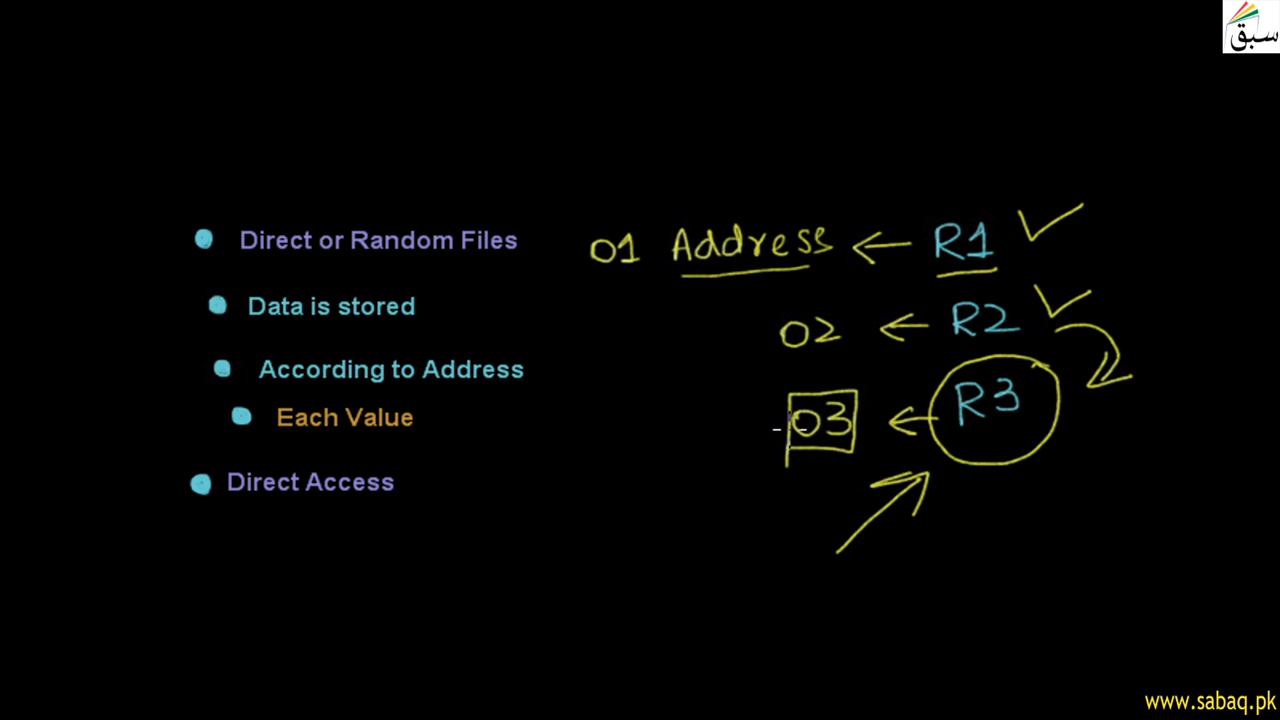 سبق
Direct or Random Files
01 Address ← R1
Data is stored
02 ← R2
According to Address
Each Value
03 ← R3
Direct Access
www.sabaq.pk